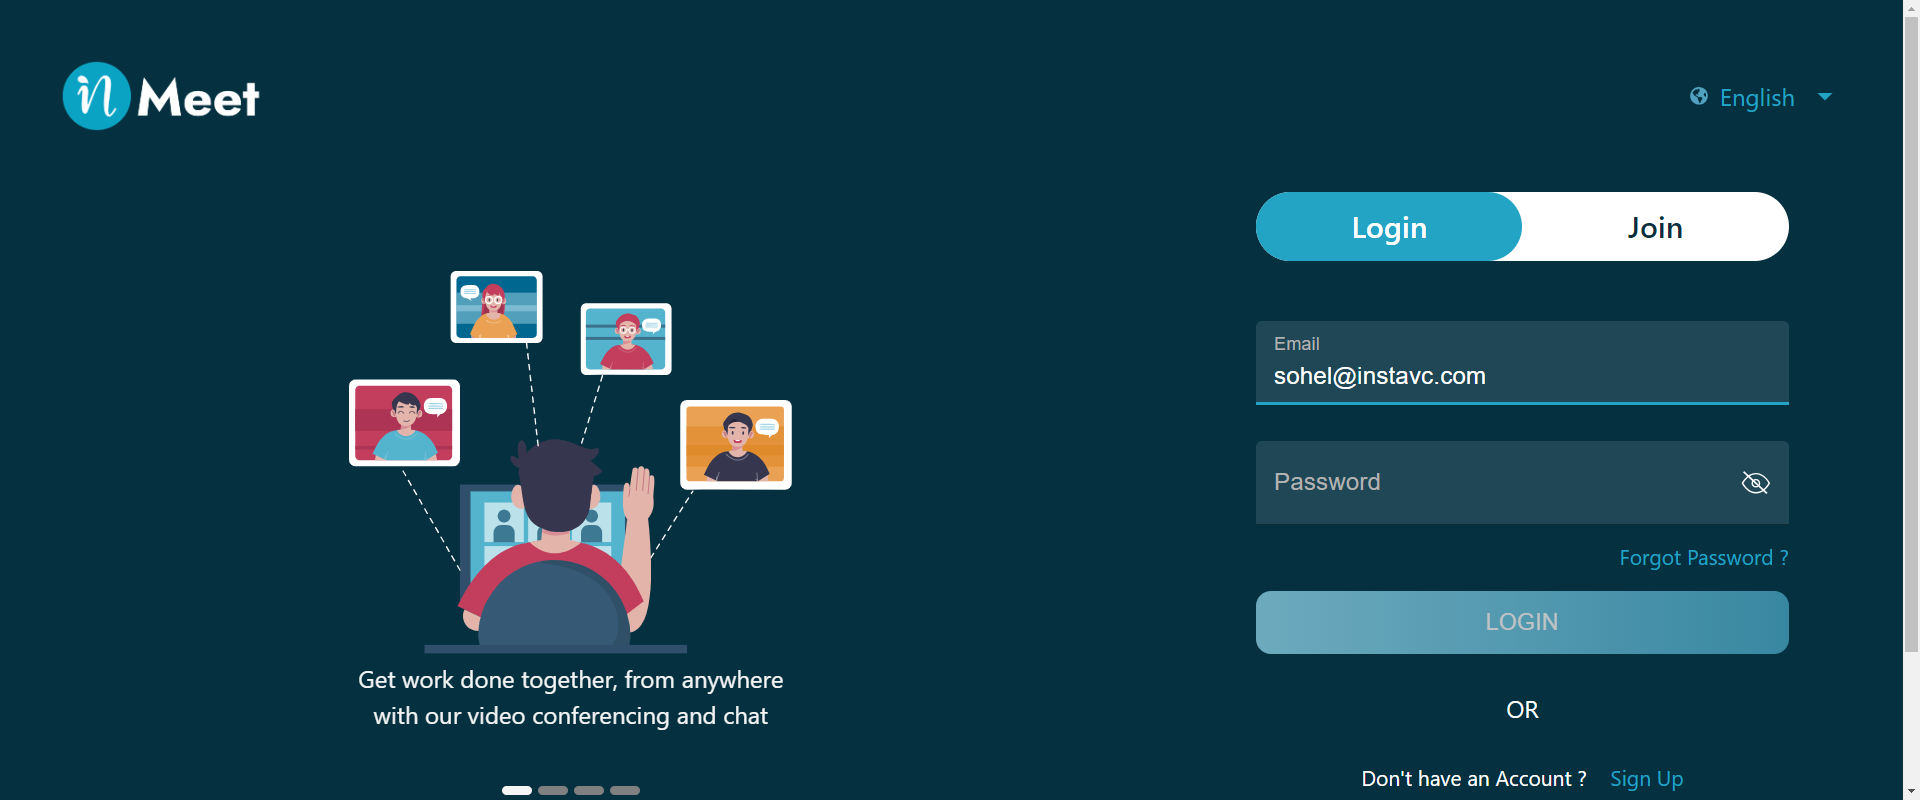 in Meet
English
Login
Join
Email
sohel@instavc.com
Password
Forgot Password ?
LOGIN
OR
Don't have an Account ? Sign Up
Get work done together, from anywhere
with our video conferencing and chat